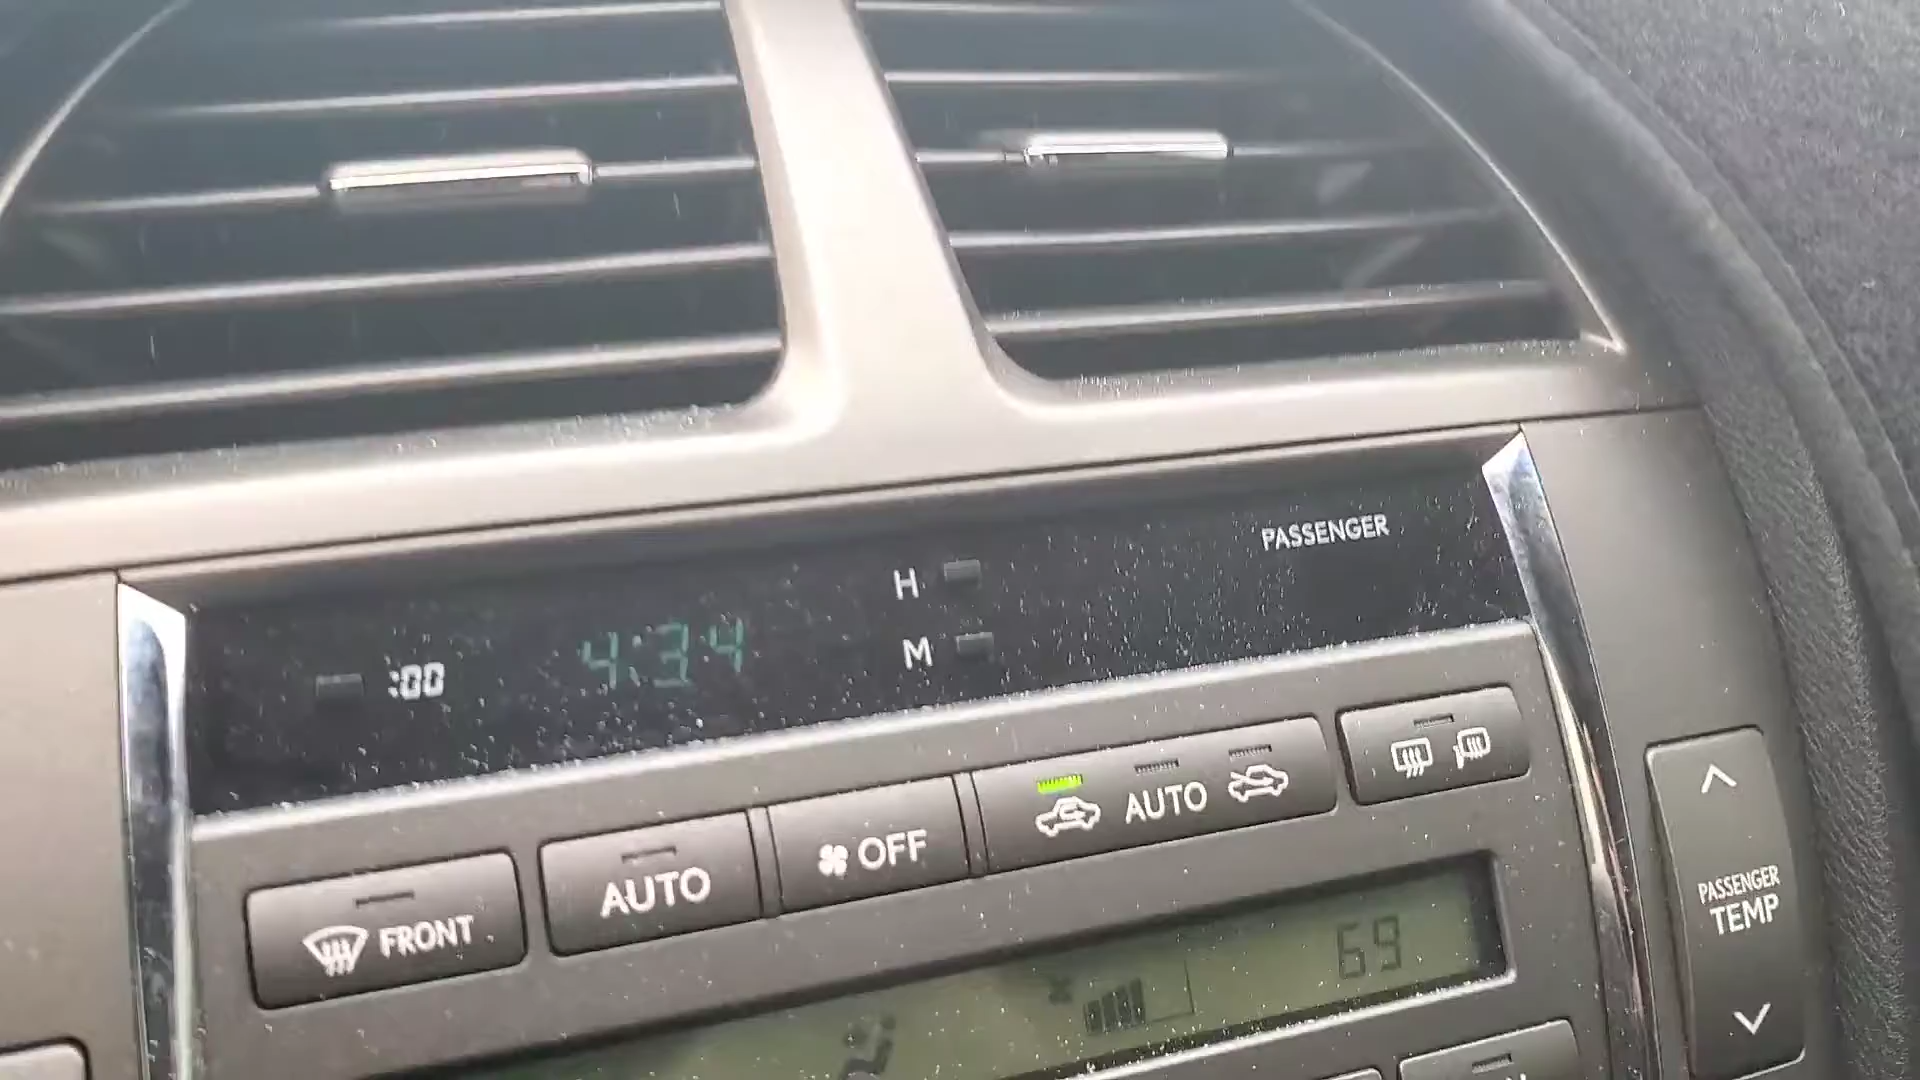 PASSENGER
H
:00 4:34 M
FRONT AUTO OFF AUTO
69
PASSENGER
TEMP